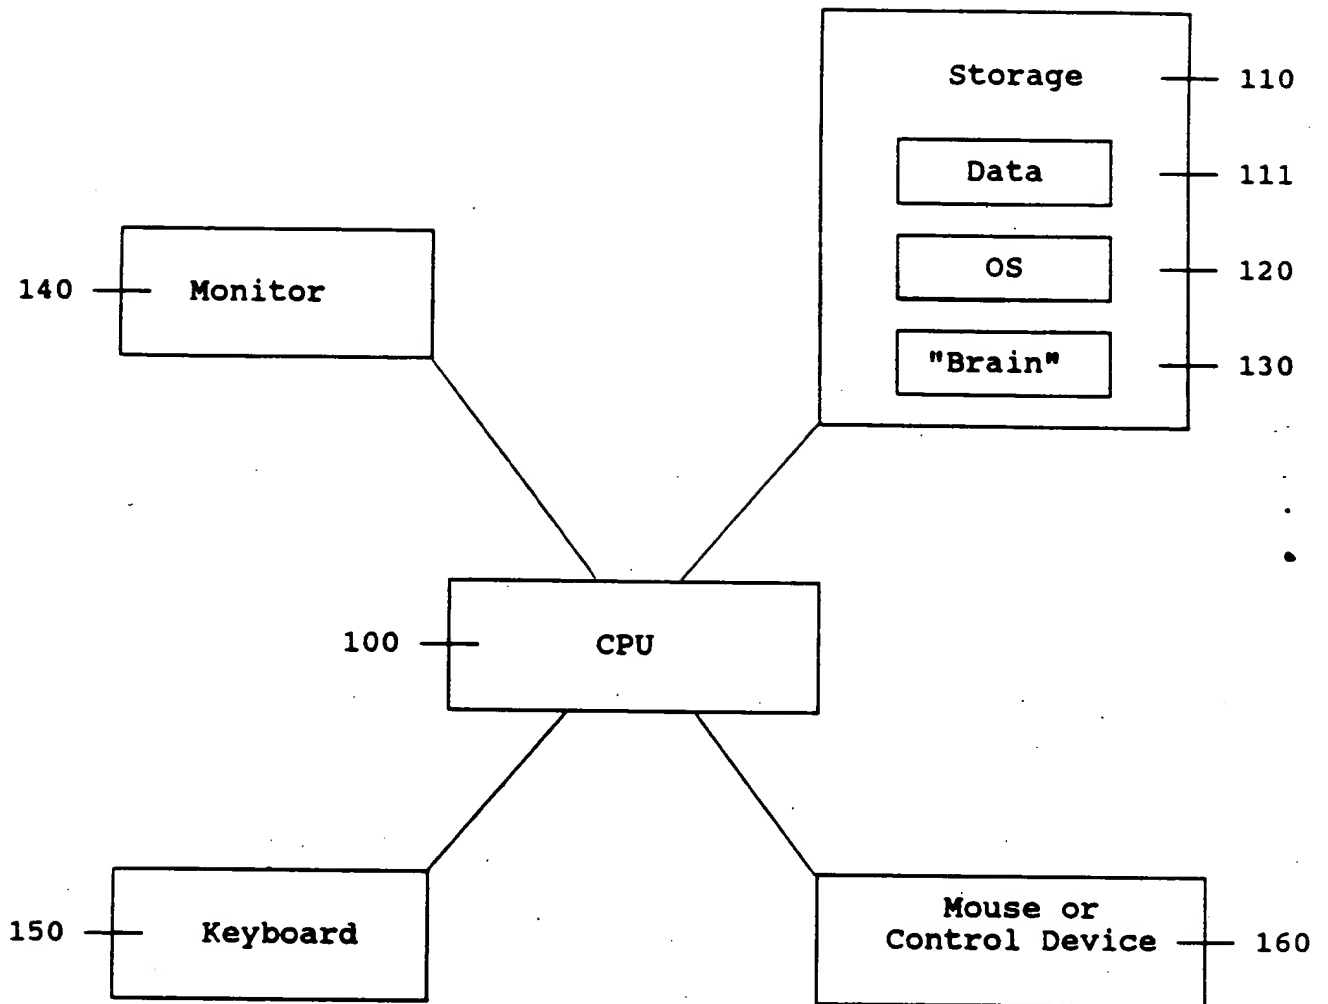 Storage 110
Data 111
OS 120
"Brain" 130
140 Monitor
100 CPU
150 Keyboard
Mouse or
Control Device 160